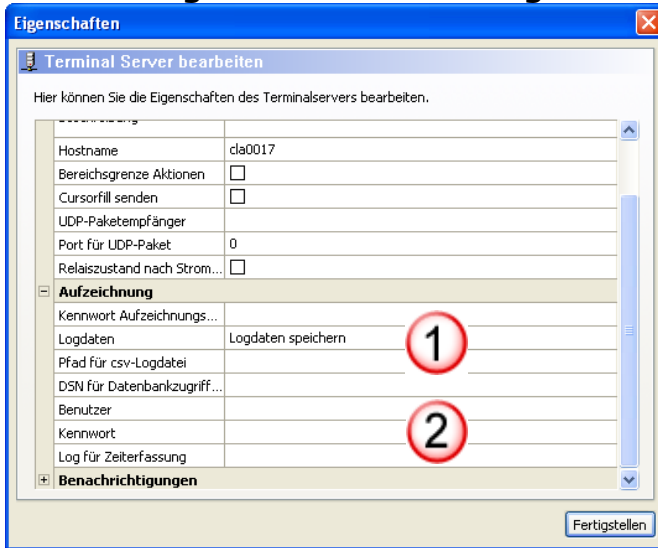 Eigenschaften
Terminal Server bearbeiten
Hier können Sie die Eigenschaften des Terminalservers bearbeiten.
Hostname cla0017
Bereichsgrenze Aktionen
Cursorfill senden
UDP-Paketempfänger
Port für UDP-Paket 0
Relaiszustand nach Strom...
Aufzeichnung
Kennwort Aufzeichnungs...
Logdaten Logdaten speichern
1
Pfad für csv-Logdatei
DSN für Datenbankzugriff...
Benutzer
Kennwort
2
Log für Zeiterfassung
Benachrichtigungen
Fertigstellen